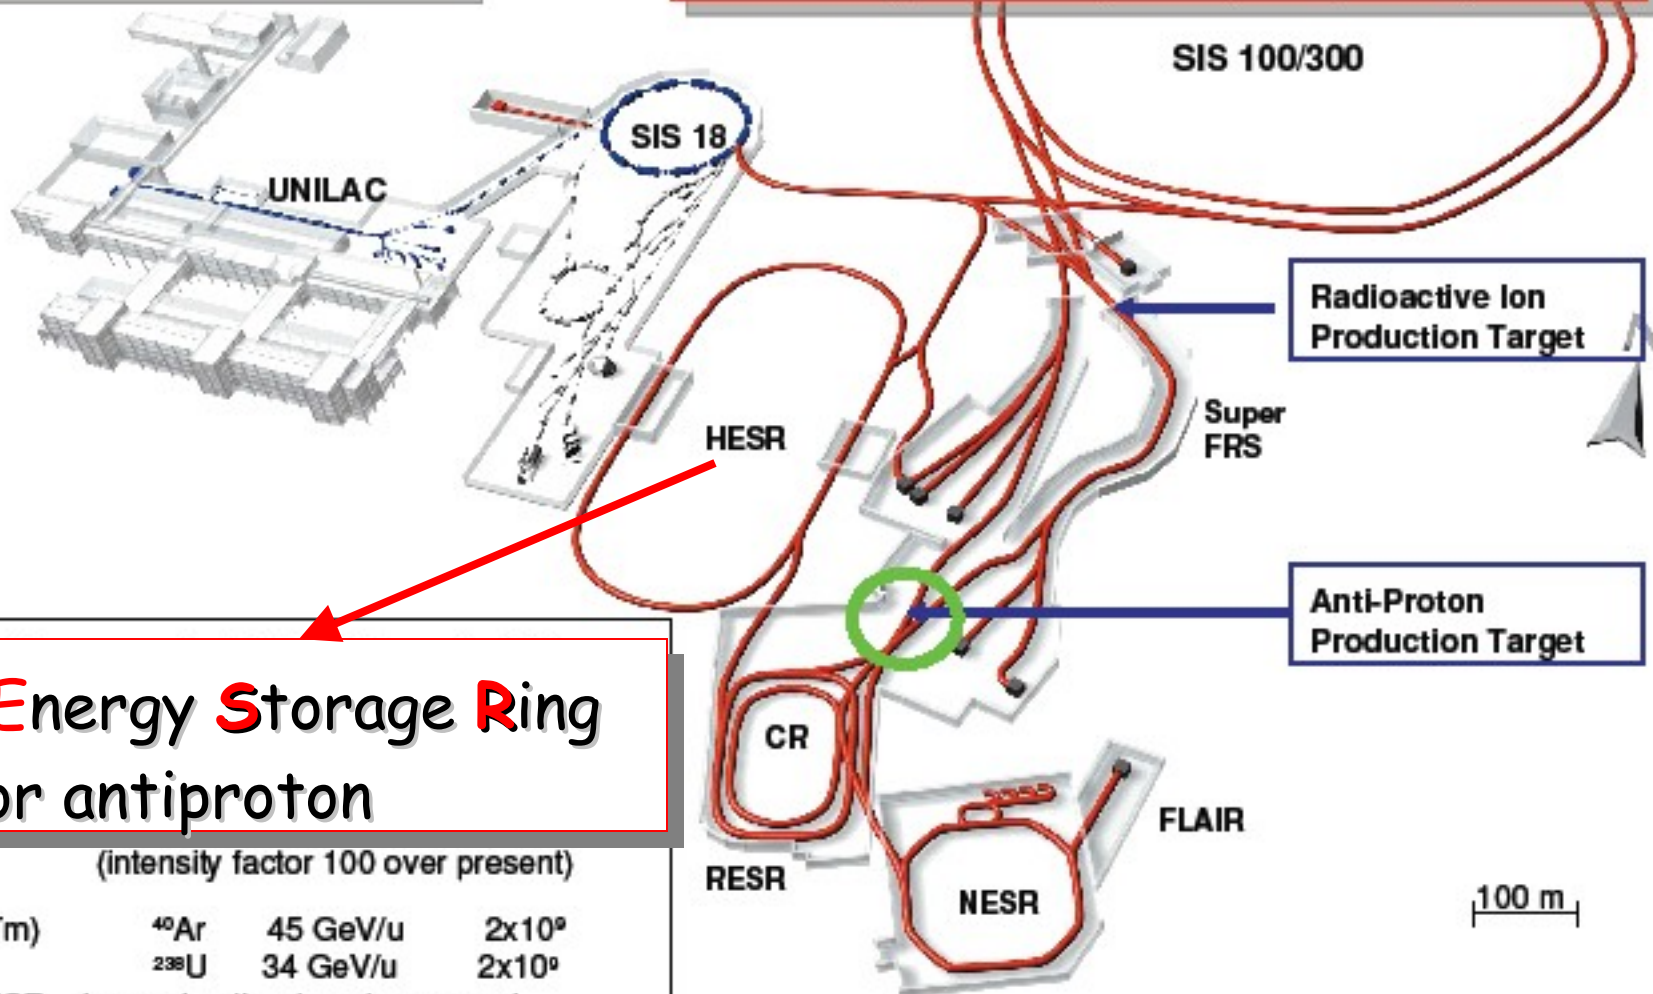 SIS 100/300
SIS 18
UNILAC
Radioactive Ion
Production Target
Super
FRS
HESR
Anti-Proton
Production Target
Energy Storage Ring
or antiproton
CR
FLAIR
(intensity factor 100 over present)
RESR
NESR
100 m
m) ⁴⁰Ar 45 GeV/u 2x10⁹
²³⁸U 34 GeV/u 2x10⁹